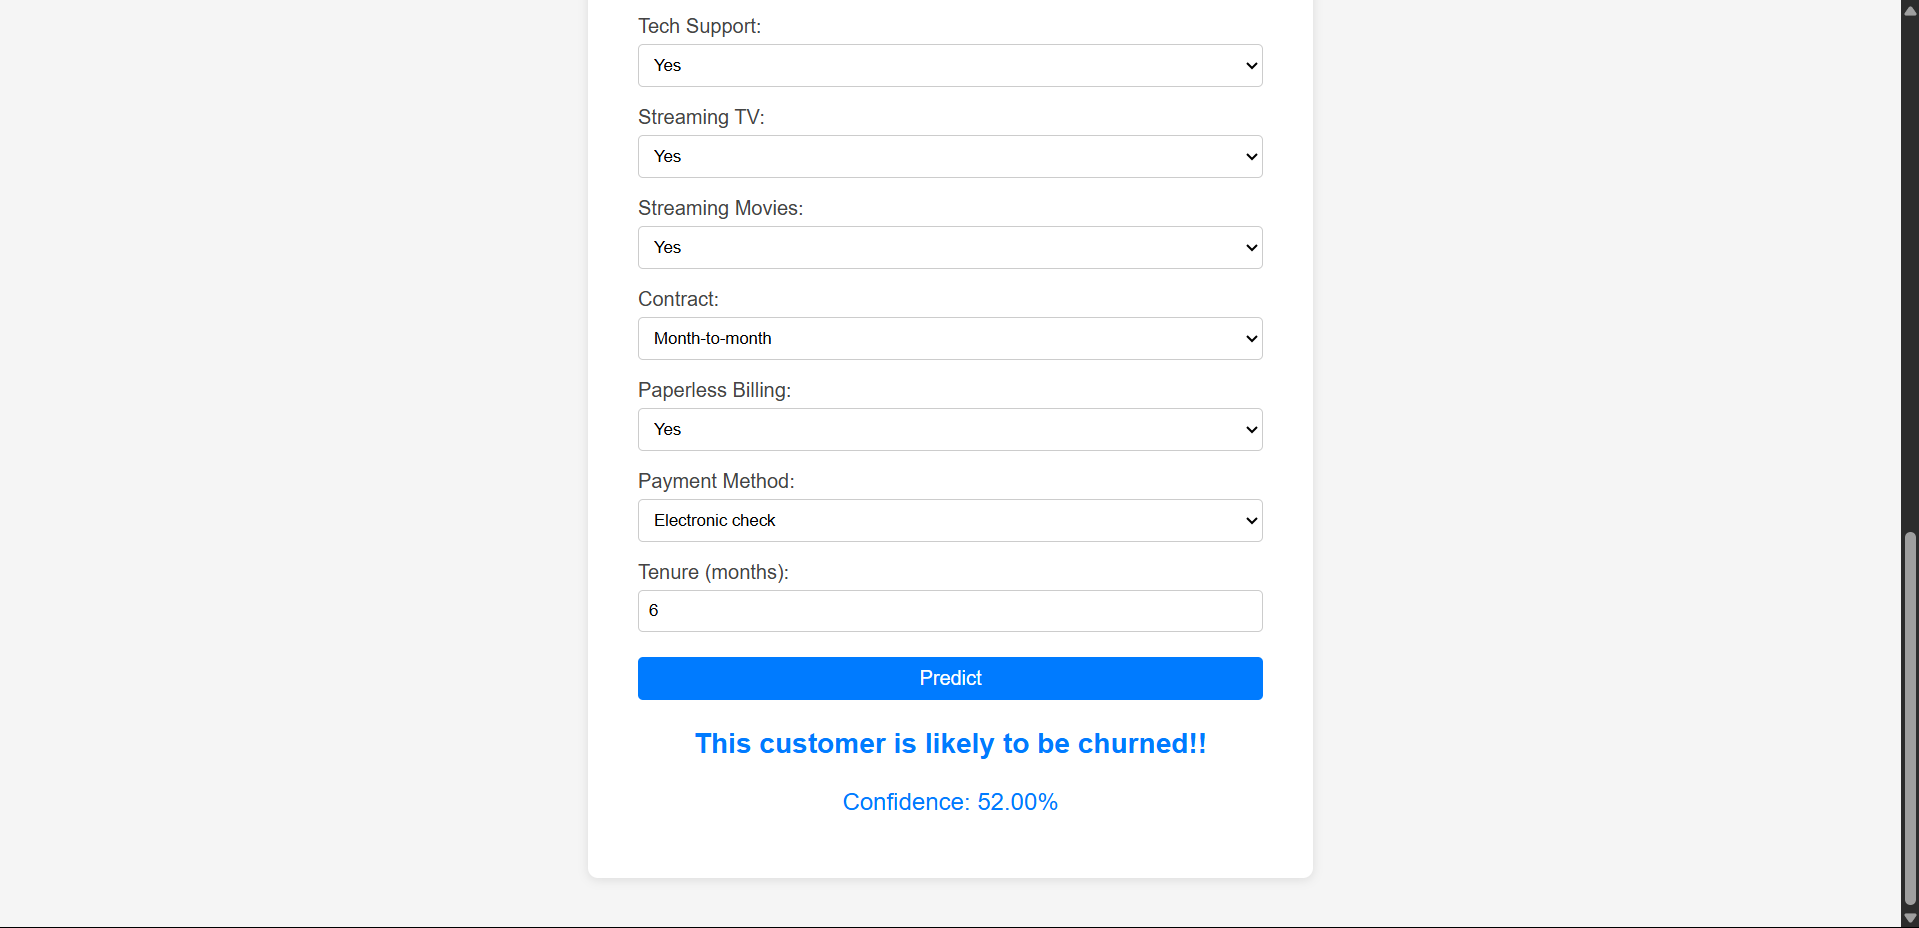 Tech Support:
Yes
Streaming TV:
Yes
Streaming Movies:
Yes
Contract:
Month-to-month
Paperless Billing:
Yes
Payment Method:
Electronic check
Tenure (months):
6
Predict
This customer is likely to be churned!!
Confidence: 52.00%